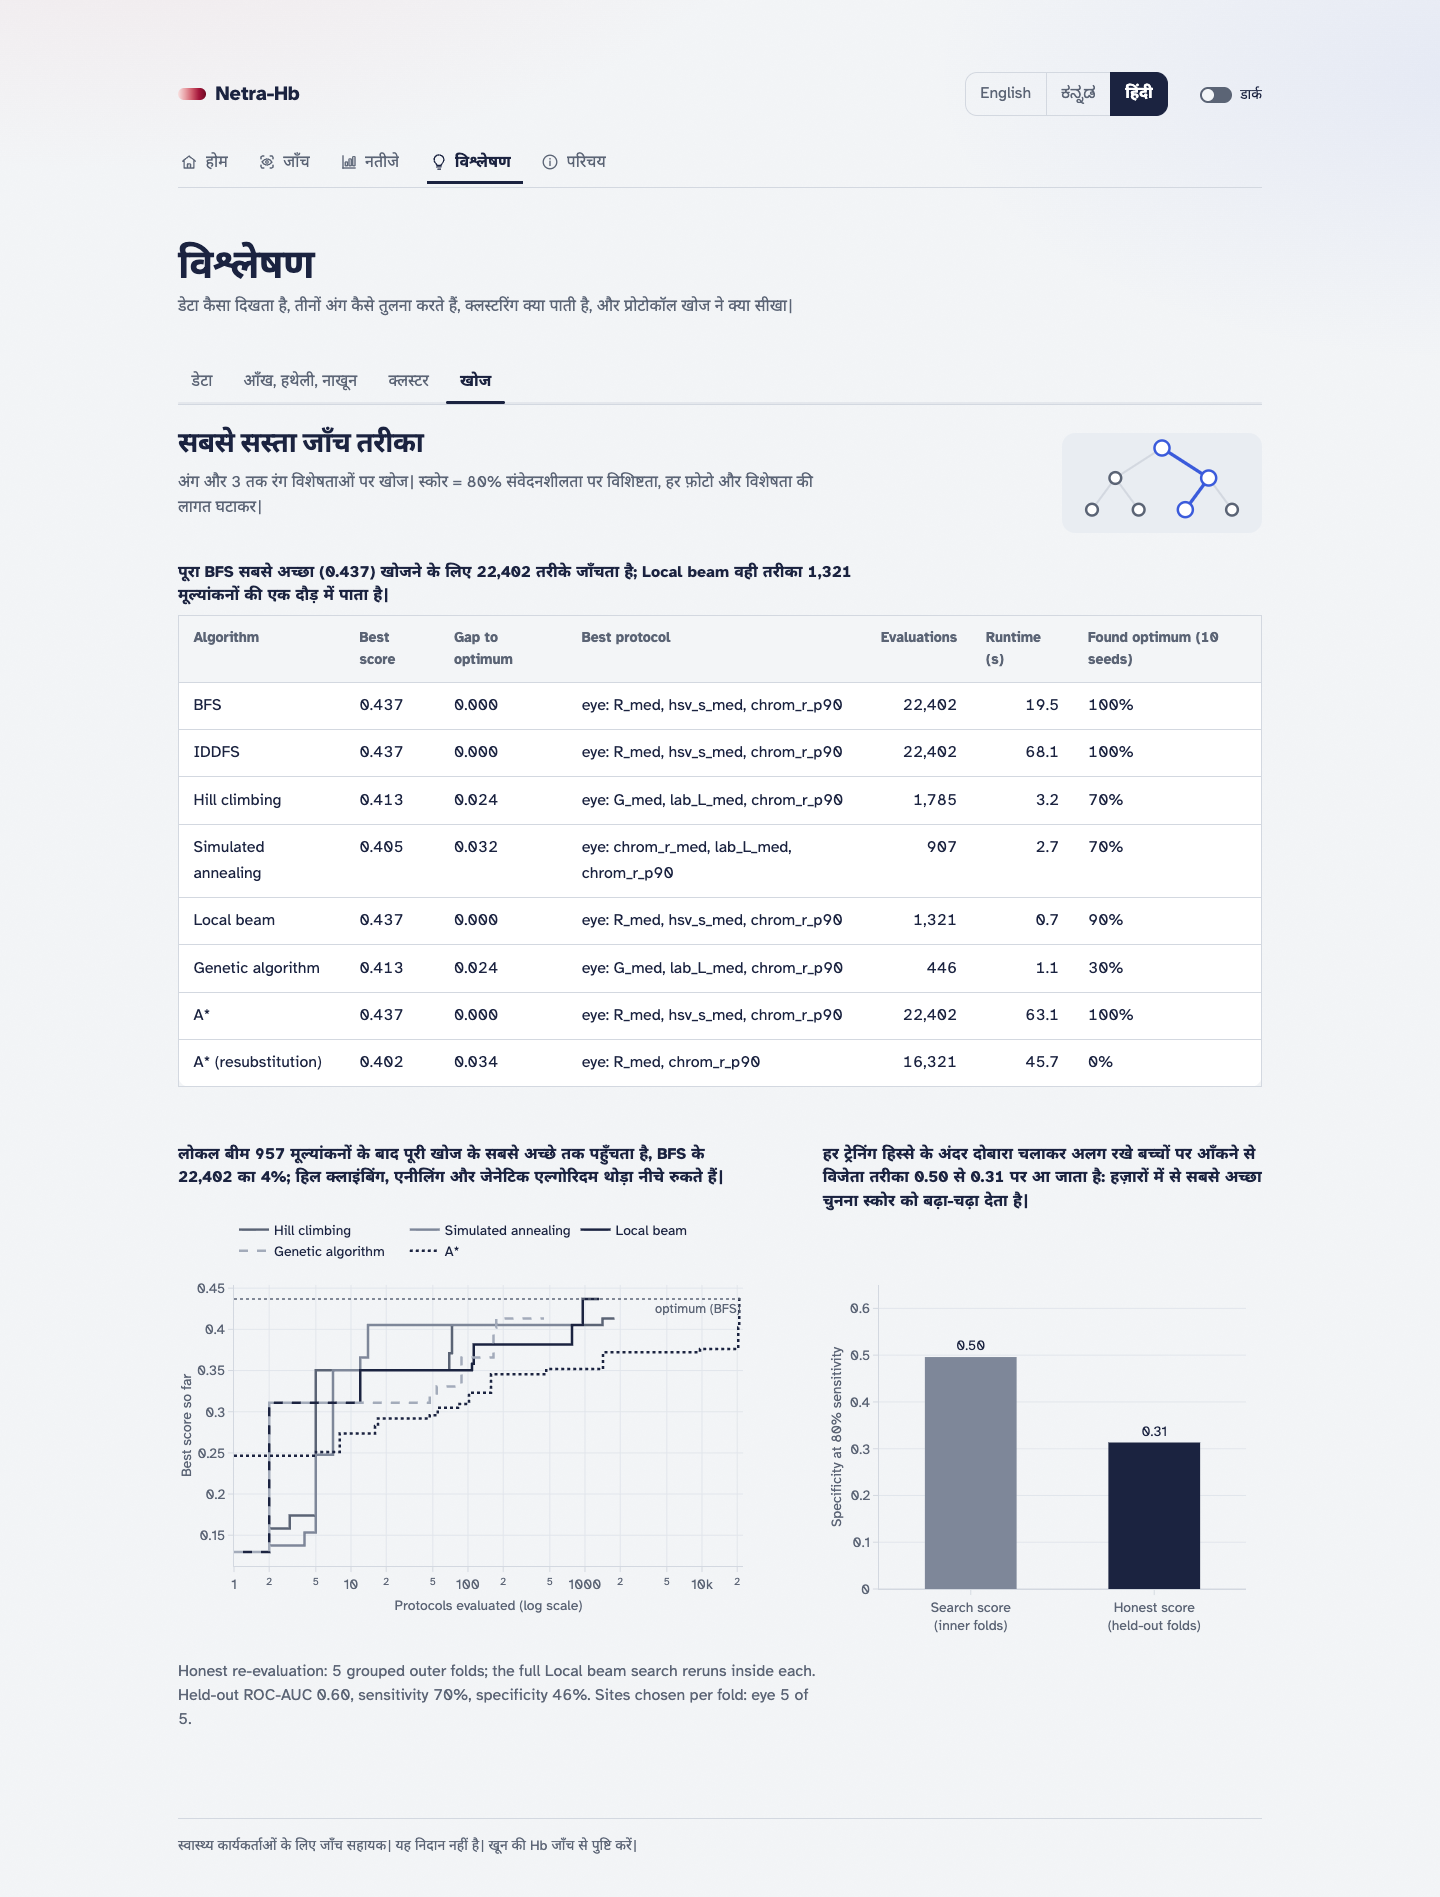 Netra-Hb
English ಕನ್ನಡ हिंदी डार्क
होम जाँच नतीजे विश्लेषण परिचय
विश्लेषण
डेटा कैसा दिखता है, तीनों अंग कैसे तुलना करते हैं, क्लस्टरिंग क्या पाती है, और प्रोटोकॉल खोज ने क्या सीखा|
डेटा आँख, हथेली, नाखून क्लस्टर खोज
सबसे सस्ता जाँच तरीका
अंग और 3 तक रंग विशेषताओं पर खोज| स्कोर = 80% संवेदनशीलता पर विशिष्टता, हर फ़ोटो और विशेषता की
लागत घटाकर|
पूरा BFS सबसे अच्छा (0.437) खोजने के लिए 22,402 तरीके जाँचता है; Local beam वही तरीका 1,321
मूल्यांकनों की एक दौड़ में पाता है|
Algorithm Best score Gap to optimum Best protocol Evaluations Runtime (s) Found optimum (10 seeds)
BFS 0.437 0.000 eye: R_med, hsv_s_med, chrom_r_p90 22,402 19.5 100%
IDDFS 0.437 0.000 eye: R_med, hsv_s_med, chrom_r_p90 22,402 68.1 100%
Hill climbing 0.413 0.024 eye: G_med, lab_L_med, chrom_r_p90 1,785 3.2 70%
Simulated annealing 0.405 0.032 eye: chrom_r_med, lab_L_med, chrom_r_p90 907 2.7 70%
Local beam 0.437 0.000 eye: R_med, hsv_s_med, chrom_r_p90 1,321 0.7 90%
Genetic algorithm 0.413 0.024 eye: G_med, lab_L_med, chrom_r_p90 446 1.1 30%
A* 0.437 0.000 eye: R_med, hsv_s_med, chrom_r_p90 22,402 63.1 100%
A* (resubstitution) 0.402 0.034 eye: R_med, chrom_r_p90 16,321 45.7 0%
लोकल बीम 957 मूल्यांकनों के बाद पूरी खोज के सबसे अच्छे तक पहुँचता है, BFS के
22,402 का 4%; हिल क्लाइंबिंग, एनीलिंग और जेनेटिक एल्गोरिदम थोड़ा नीचे रुकते हैं|
Hill climbing Simulated annealing Local beam
Genetic algorithm A*
optimum (BFS)
0.45
0.4
0.35
0.3
0.25
0.2
0.15
Best score so far
1 2 5 10 2 5 100 2 5 1000 2 5 10k 2
Protocols evaluated (log scale)
हर ट्रेनिंग हिस्से के अंदर दोबारा चलाकर अलग रखे बच्चों पर आँकने से
विजेता तरीका 0.50 से 0.31 पर आ जाता है: हज़ारों में से सबसे अच्छा
चुनना स्कोर को बढ़ा-चढ़ा देता है|
0.6
0.5
0.4
0.3
0.2
0.1
0
Specificity at 80% sensitivity
0.50
0.31
Search score
(inner folds)
Honest score
(held-out folds)
Honest re-evaluation: 5 grouped outer folds; the full Local beam search reruns inside each.
Held-out ROC-AUC 0.60, sensitivity 70%, specificity 46%. Sites chosen per fold: eye 5 of
5.
स्वास्थ्य कार्यकर्ताओं के लिए जाँच सहायक| यह निदान नहीं है| खून की Hb जाँच से पुष्टि करें|